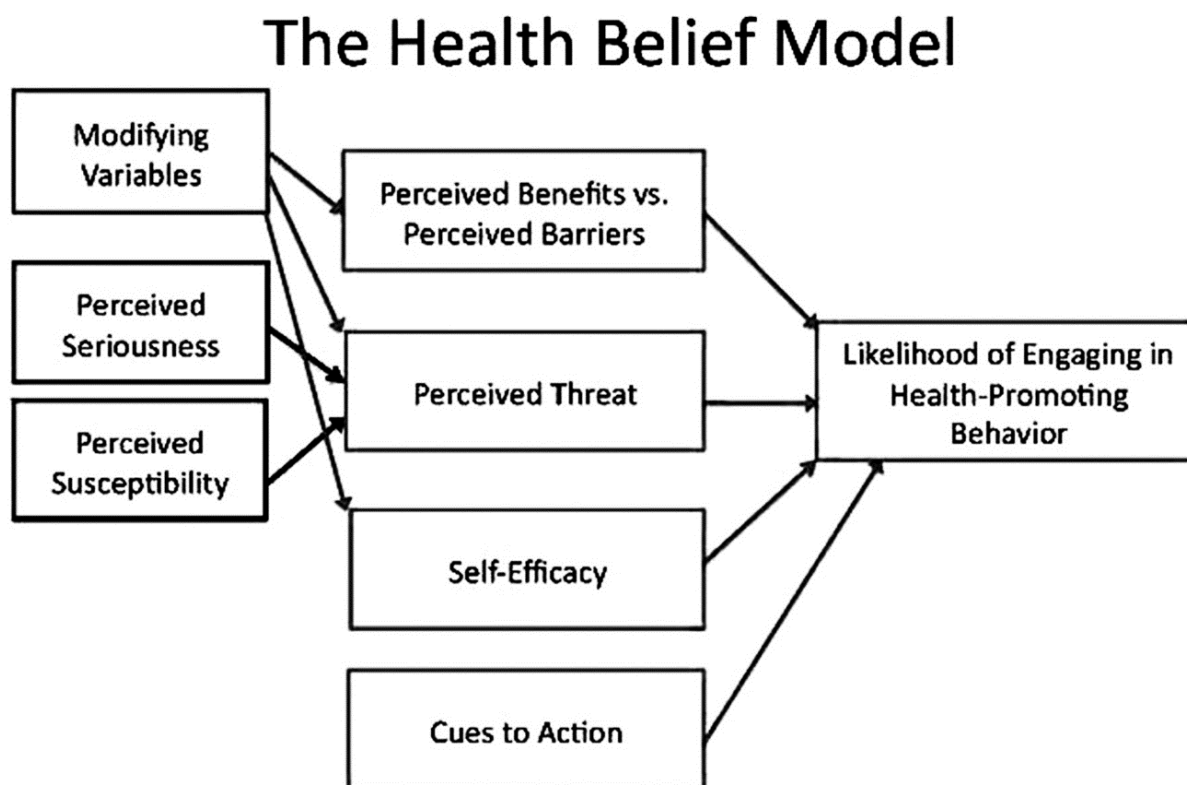 The Health Belief Model
Modifying
Variables
Perceived
Seriousness
Perceived
Susceptibility
Perceived Benefits vs.
Perceived Barriers
Perceived Threat
Self-Efficacy
Cues to Action
Likelihood of Engaging in
Health-Promoting
Behavior